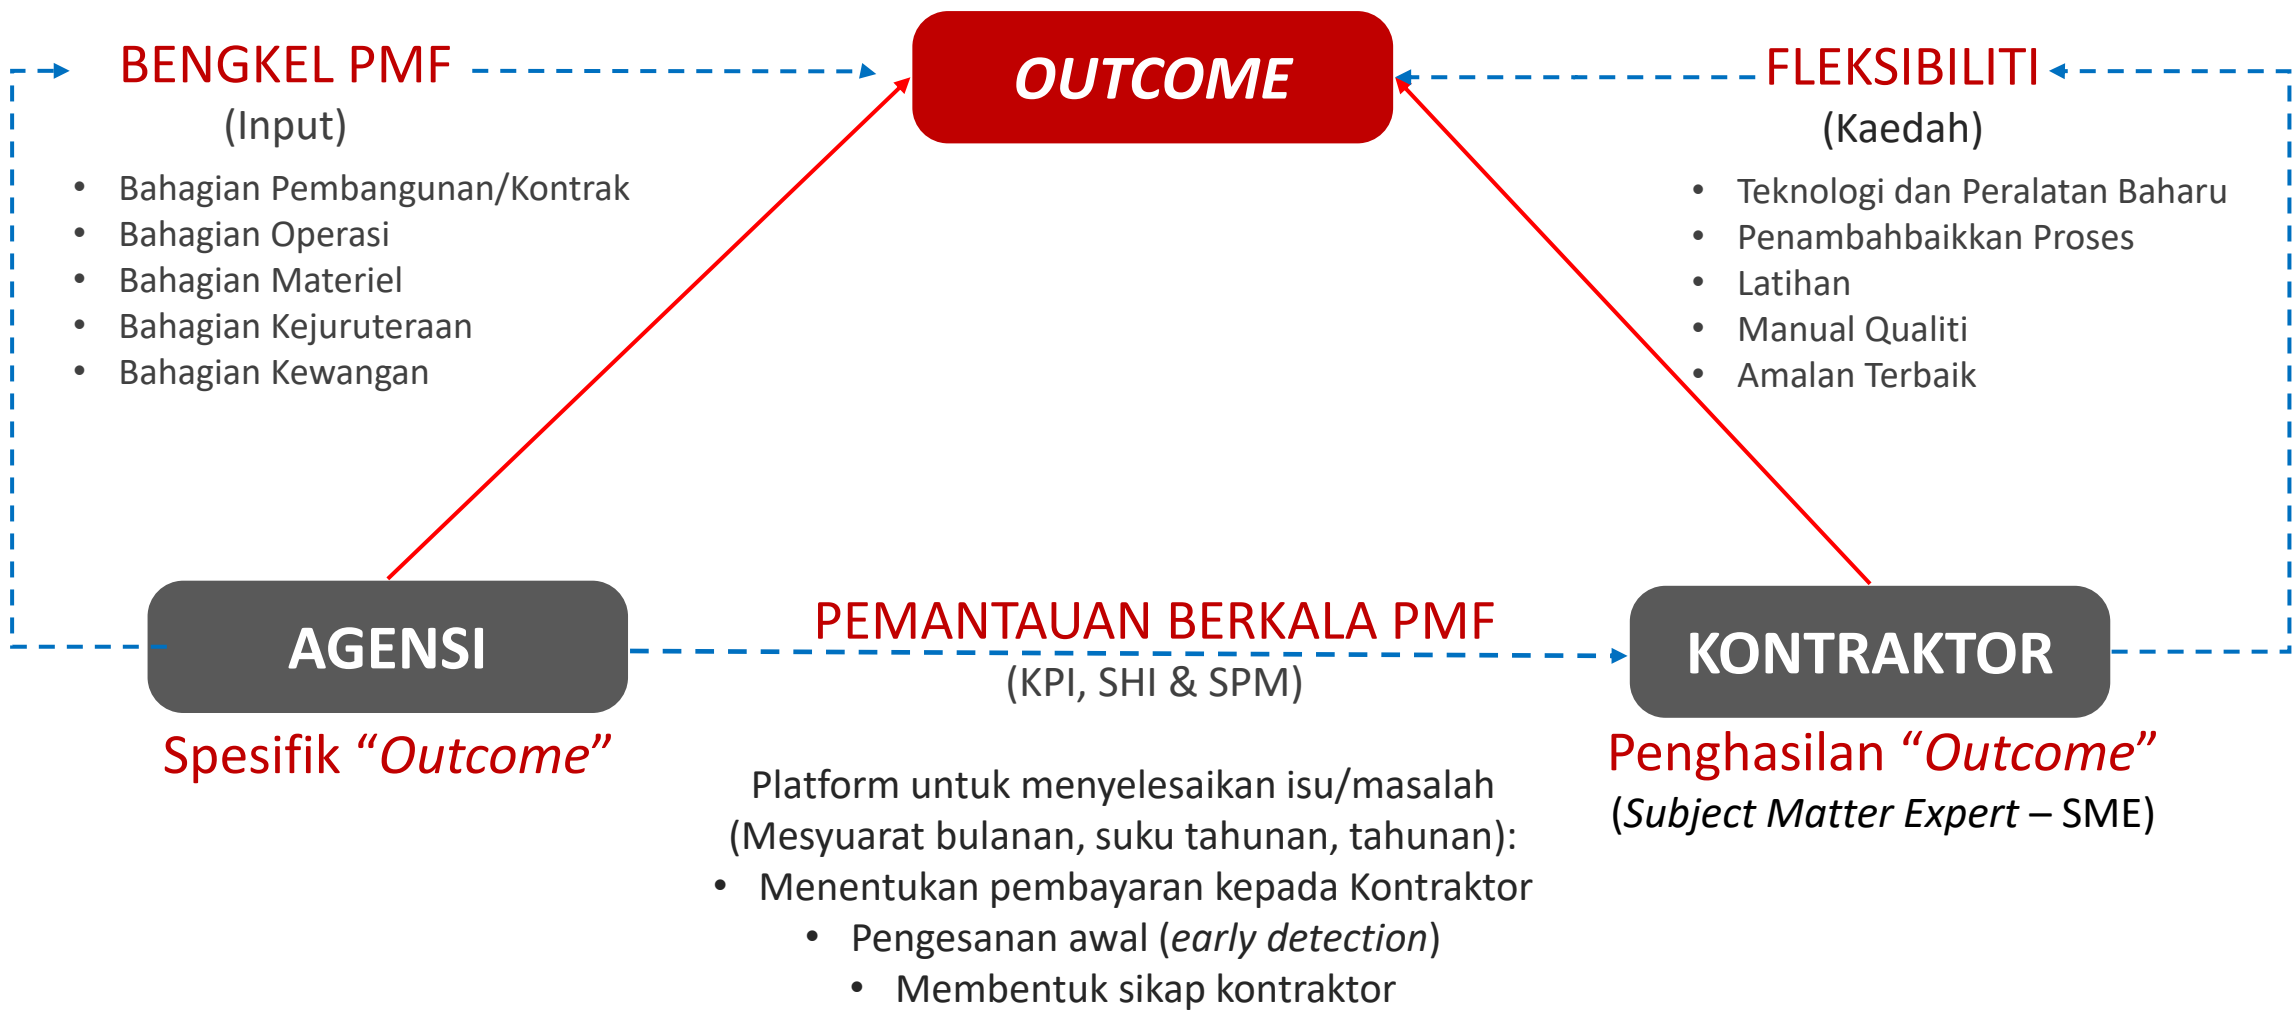 BENGKEL PMF
(Input)
• Bahagian Pembangunan/Kontrak
• Bahagian Operasi
• Bahagian Materiel
• Bahagian Kejuruteraan
• Bahagian Kewangan
OUTCOME
FLEKSIBILITI
(Kaedah)
• Teknologi dan Peralatan Baharu
• Penambahbaikkan Proses
• Latihan
• Manual Qualiti
• Amalan Terbaik
AGENSI
Spesifik “Outcome”
PEMANTAUAN BERKALA PMF
(KPI, SHI & SPM)
Platform untuk menyelesaikan isu/masalah
(Mesyuarat bulanan, suku tahunan, tahunan):
• Menentukan pembayaran kepada Kontraktor
• Pengesanan awal (early detection)
• Membentuk sikap kontraktor
KONTRAKTOR
Penghasilan “Outcome”
(Subject Matter Expert – SME)